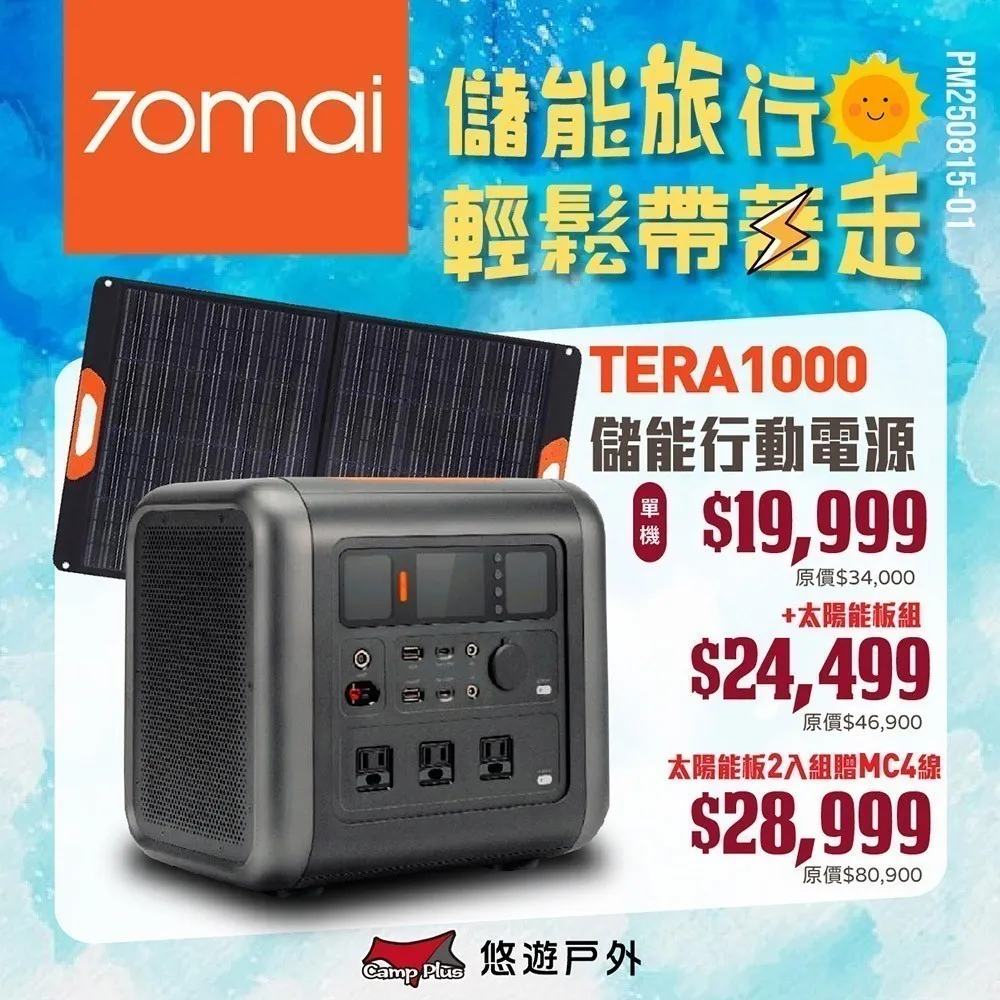 70mai
儲能旅行
輕鬆帶著走
PM250815-01
TERA1000
儲能行動電源
單機
$19,999
原價$34,000
+太陽能板組
$24,499
原價$46,900
太陽能板2入組贈MC4線
$28,999
原價$80,900
Camp Plus 悠遊戶外